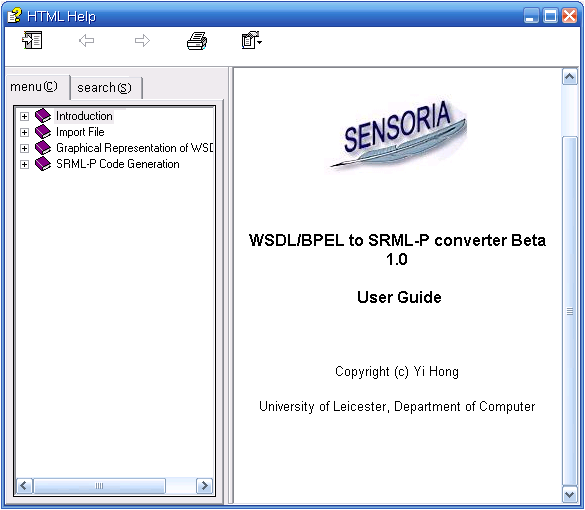 HTML Help
menu(C)
search(S)
Introduction
Import File
Graphical Representation of WSD
SRML-P Code Generation
SENSORIA
WSDL/BPEL to SRML-P converter Beta
1.0
User Guide
Copyright (c) Yi Hong
University of Leicester, Department of Computer